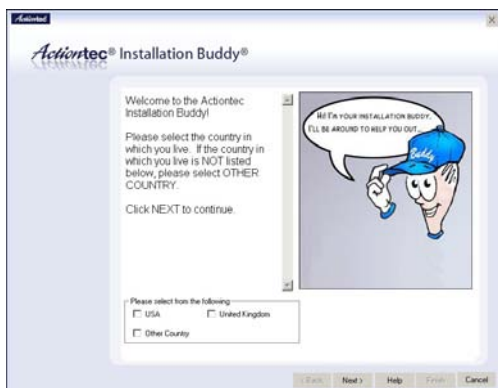 Actiontec
Actiontec® Installation Buddy®
Welcome to the Actiontec
Installation Buddy!
Please select the country in
which you live. If the country in
which you live is NOT listed
below, please select OTHER
COUNTRY.
Click NEXT to continue.
HI! I'M YOUR INSTALLATION BUDDY.
I'LL BE AROUND TO HELP YOU OUT...
Buddy
Please select from the following
USA
United Kingdom
Other Country
< Back
Next >
Help
Finish
Cancel